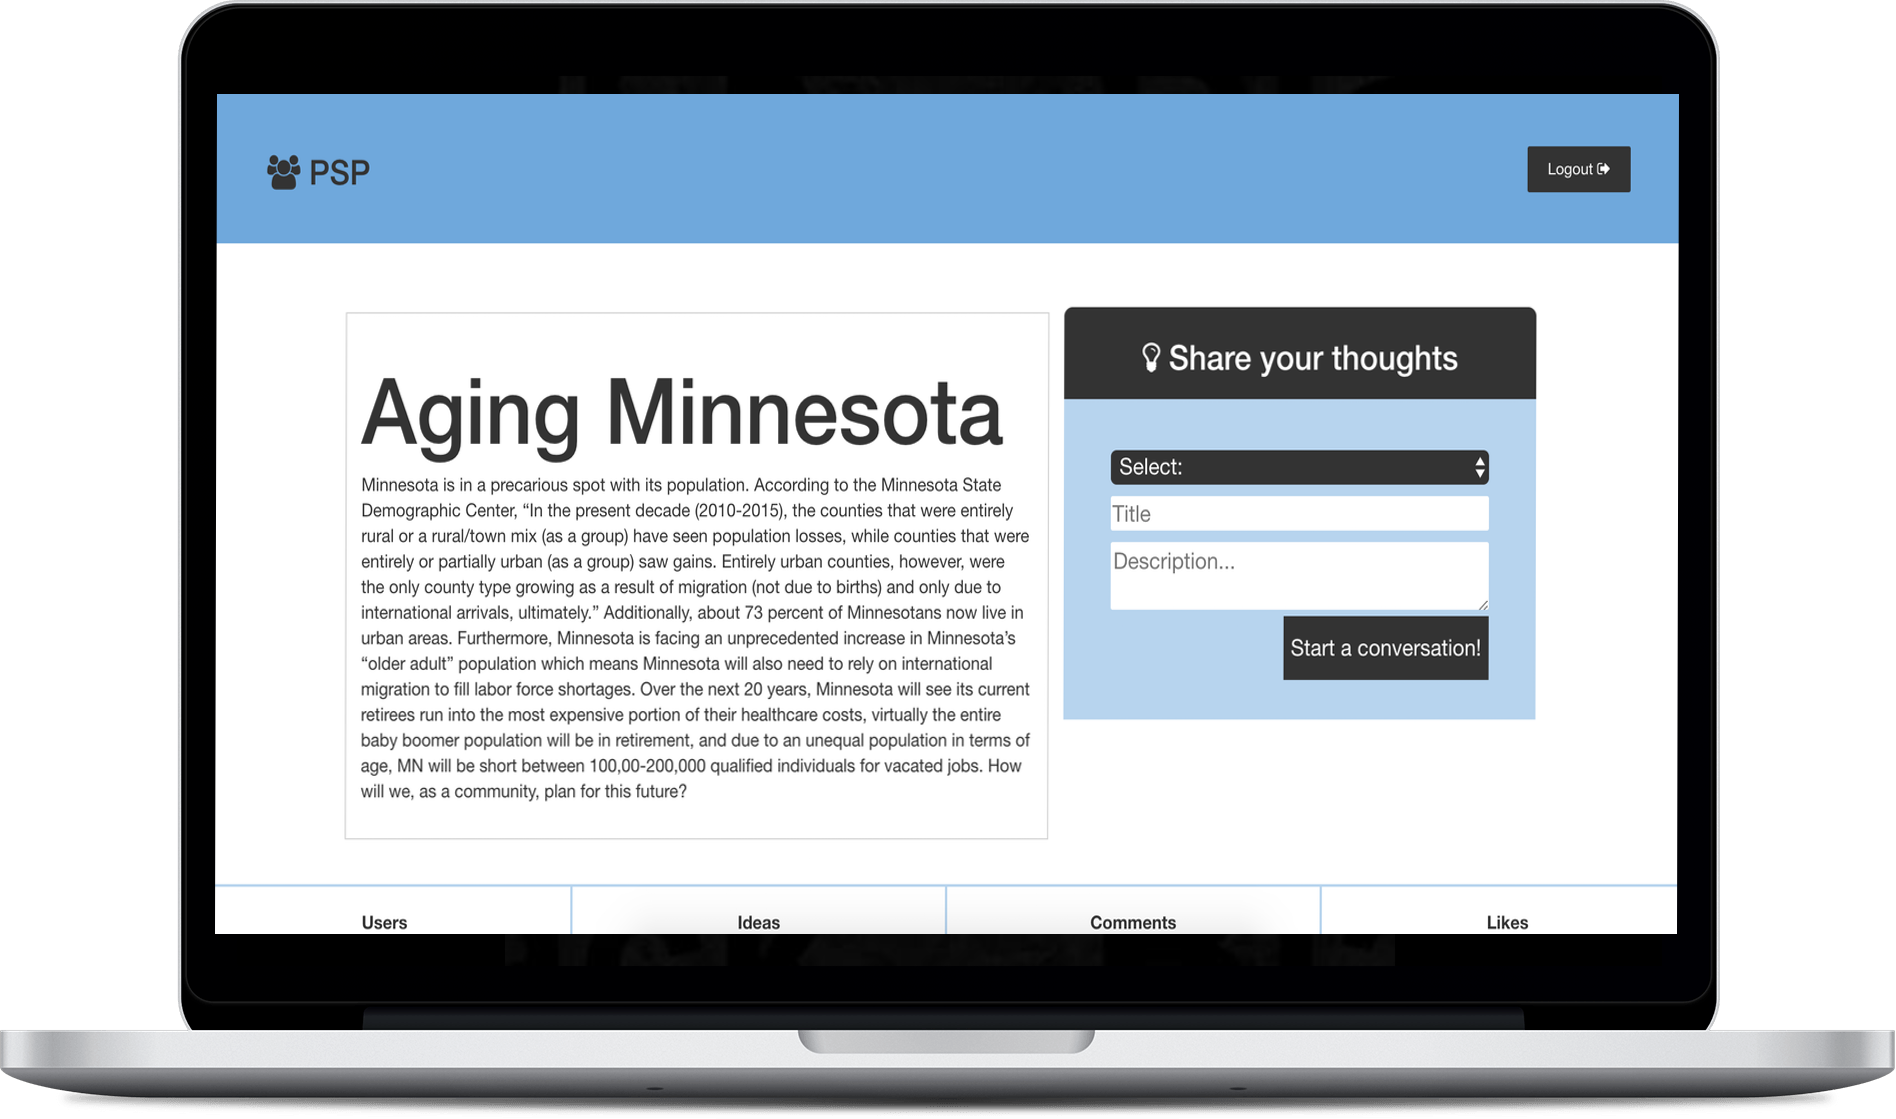 PSP
Logout
Aging Minnesota
Minnesota is in a precarious spot with its population. According to the Minnesota State
Demographic Center, “In the present decade (2010-2015), the counties that were entirely
rural or a rural/town mix (as a group) have seen population losses, while counties that were
entirely or partially urban (as a group) saw gains. Entirely urban counties, however, were
the only county type growing as a result of migration (not due to births) and only due to
international arrivals, ultimately.” Additionally, about 73 percent of Minnesotans now live in
urban areas. Furthermore, Minnesota is facing an unprecedented increase in Minnesota’s
“older adult” population which means Minnesota will also need to rely on international
migration to fill labor force shortages. Over the next 20 years, Minnesota will see its current
retirees run into the most expensive portion of their healthcare costs, virtually the entire
baby boomer population will be in retirement, and due to an unequal population in terms of
age, MN will be short between 100,00-200,000 qualified individuals for vacated jobs. How
will we, as a community, plan for this future?
Share your thoughts
Select:
Title
Description...
Start a conversation!
Users
Ideas
Comments
Likes